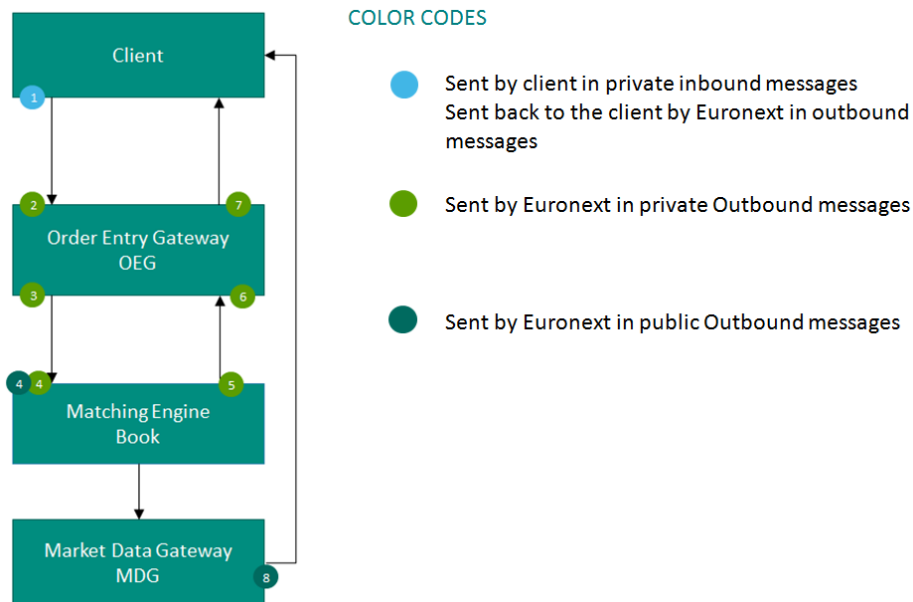 COLOR CODES
Client
1
Sent by client in private inbound messages
Sent back to the client by Euronext in outbound
messages
2
7
Sent by Euronext in private Outbound messages
Order Entry Gateway
OEG
3
6
Sent by Euronext in public Outbound messages
4
4
5
Matching Engine
Book
Market Data Gateway
MDG
8